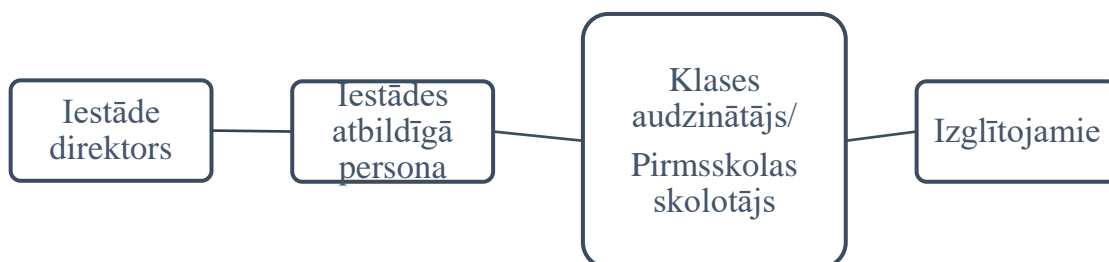 Iestāde
direktors
Iestādes
atbildīgā
persona
Klases
audzinātājs/
Pirmsskolas
skolotājs
Izglītojamie